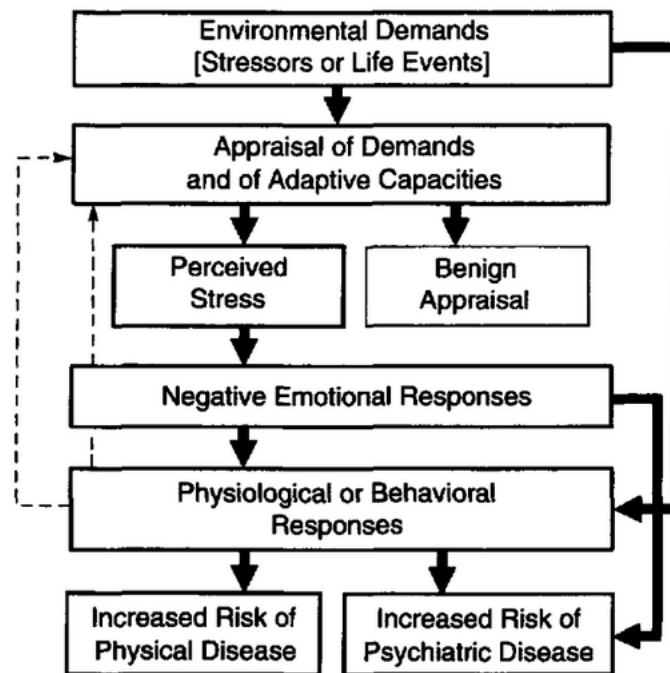 Environmental Demands
[Stressors or Life Events]
Appraisal of Demands
and of Adaptive Capacities
Perceived
Stress
Benign
Appraisal
Negative Emotional Responses
Physiological or Behavioral
Responses
Increased Risk of
Physical Disease
Increased Risk of
Psychiatric Disease